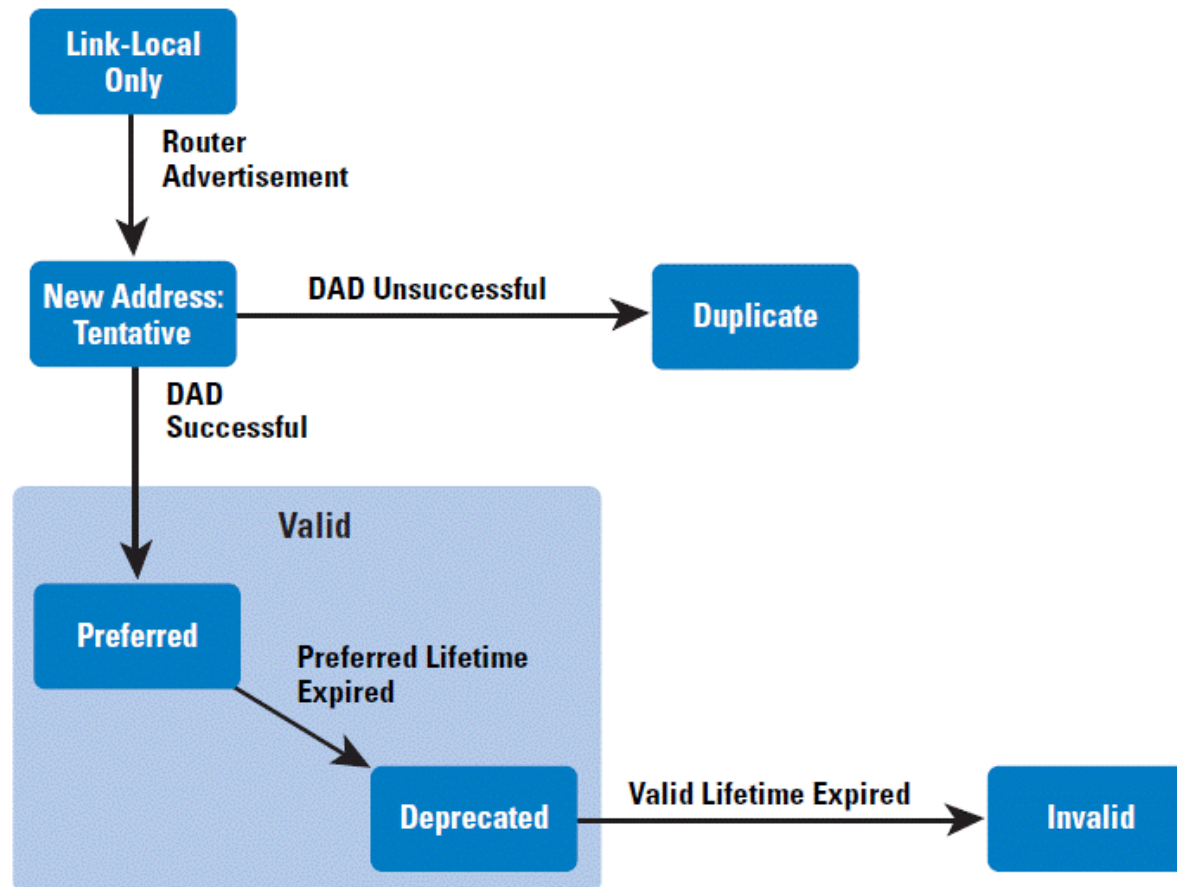 Link-Local
Only
Router
Advertisement
New Address:
Tentative
DAD Unsuccessful
Duplicate
DAD
Successful
Valid
Preferred
Preferred Lifetime
Expired
Deprecated
Valid Lifetime Expired
Invalid